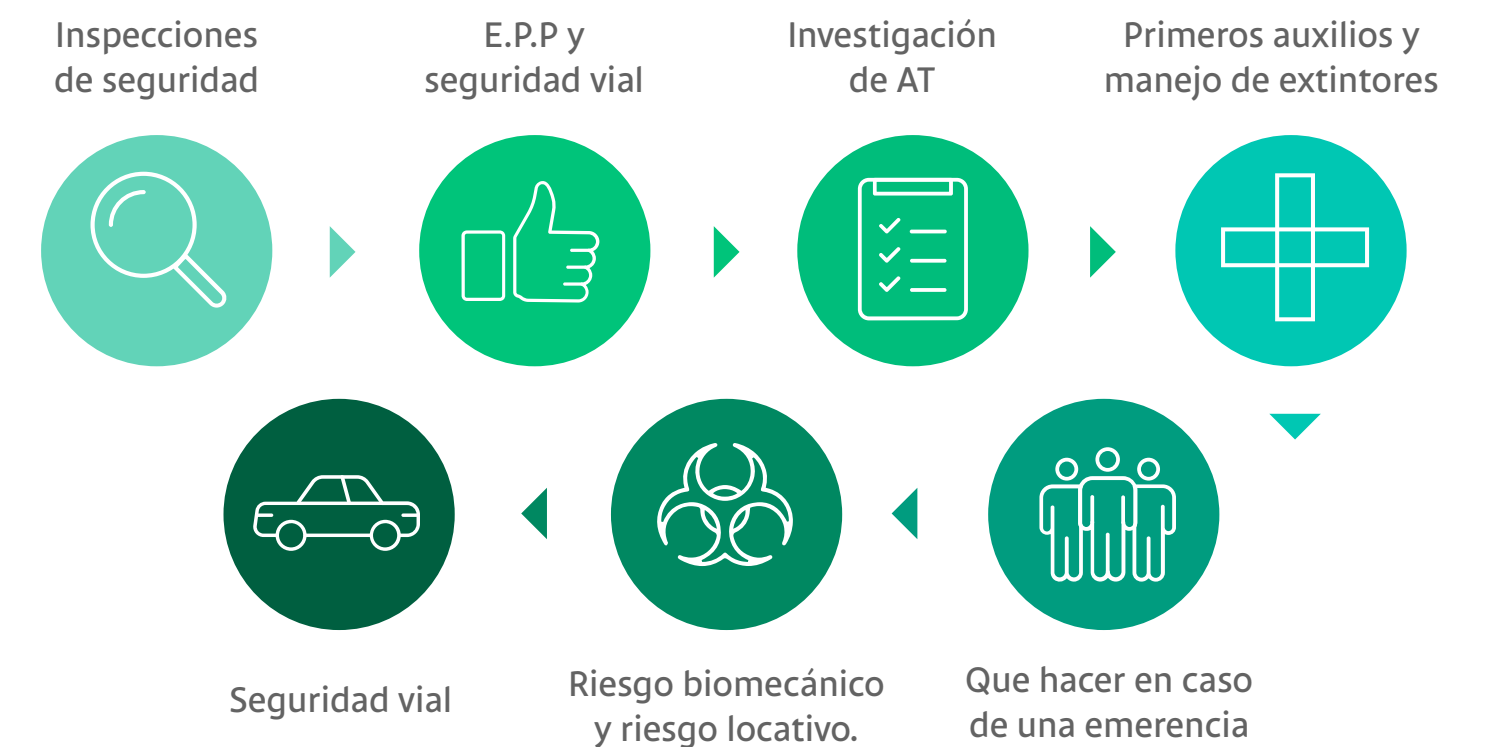 Inspecciones
de seguridad
E.P.P y
seguridad vial
Investigación
de AT
Primeros auxilios y
manejo de extintores
Que hacer en caso
de una emerencia
Riesgo biomecánico
y riesgo locativo.
Seguridad vial